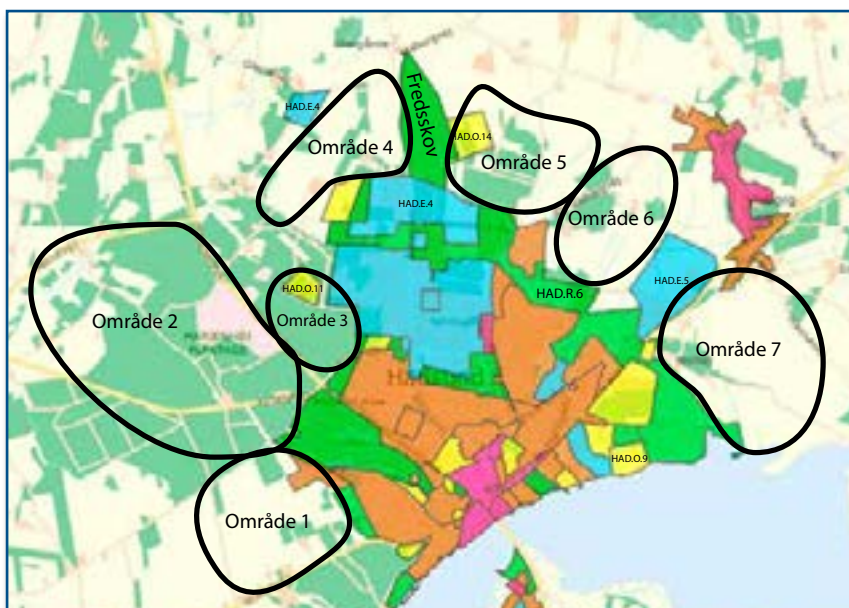 Fredsskov
HAD.E.4
HAD.O.14
Område 4
Område 5
HAD.E.4
Område 6
HAD.E.5
HAD.O.11
HAD.R.6
Område 2
Område 3
Område 7
HAD.O.9
Område 1